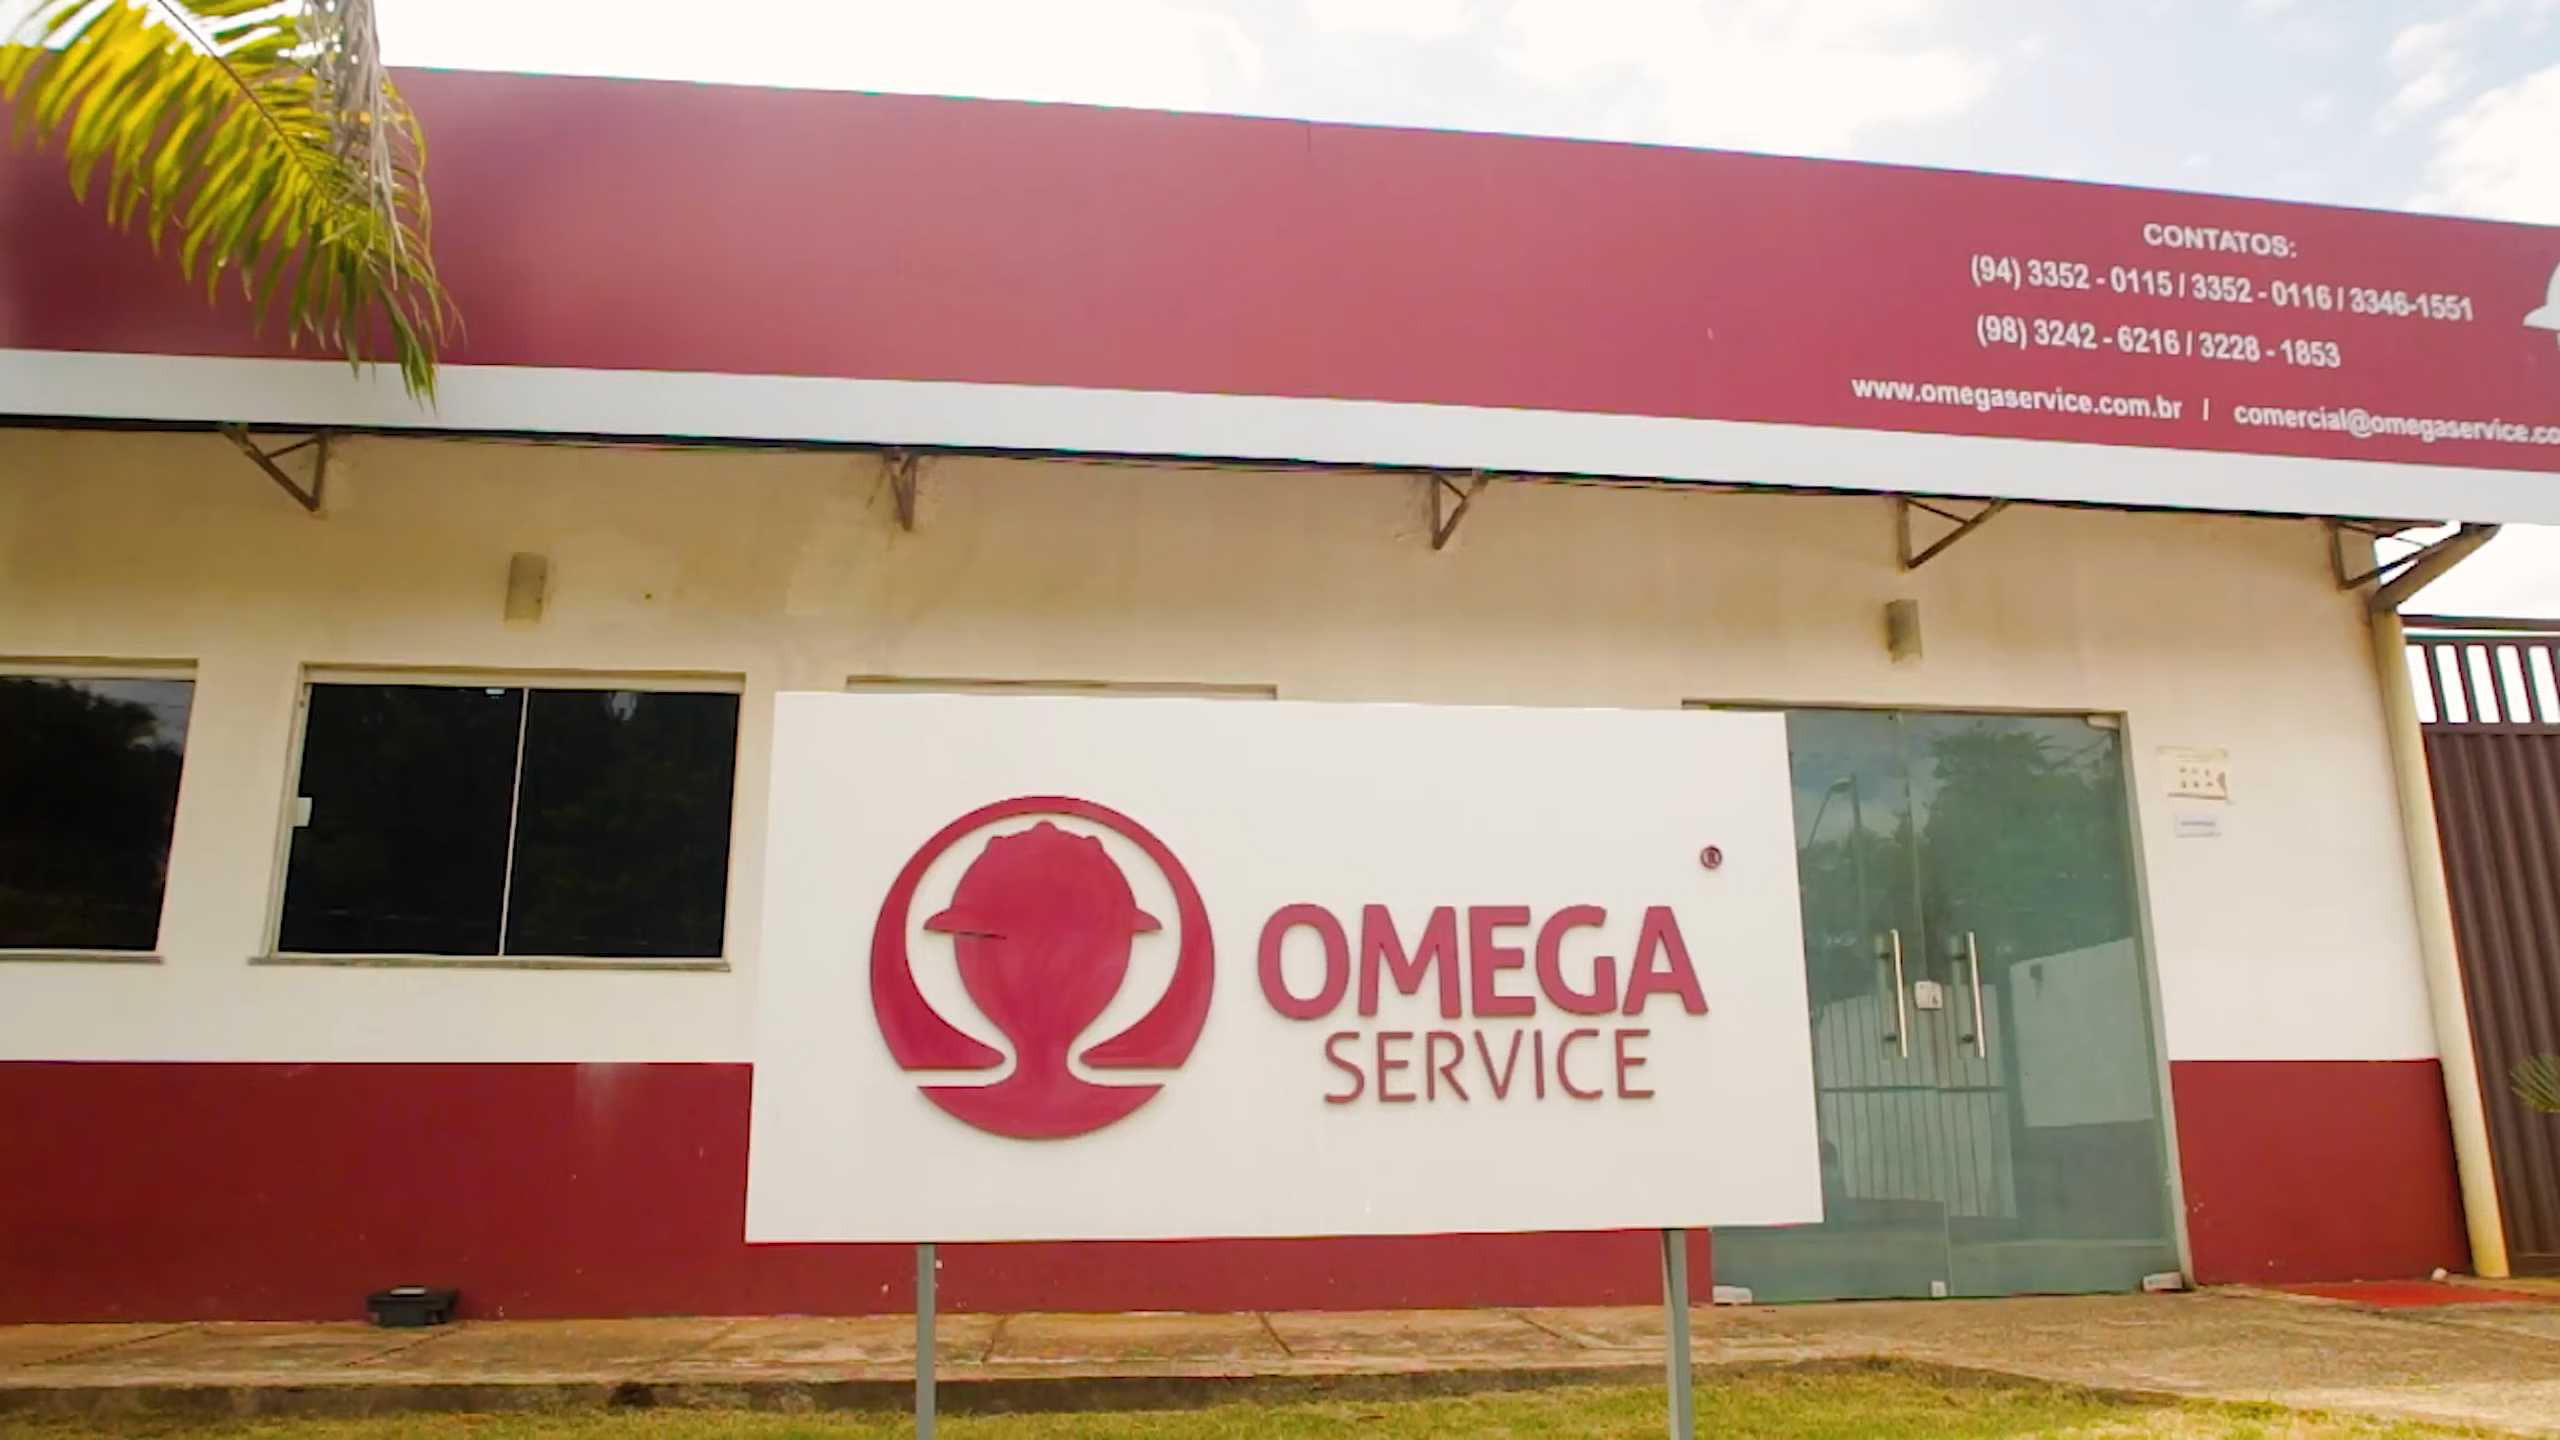 CONTATOS:
(94) 3352 - 0115 / 3352 - 0116 / 3346-1551
(98) 3242 - 6216 / 3228 - 1853
www.omegaservice.com.br | comercial@omegaservice.co
®
OMEGA
SERVICE